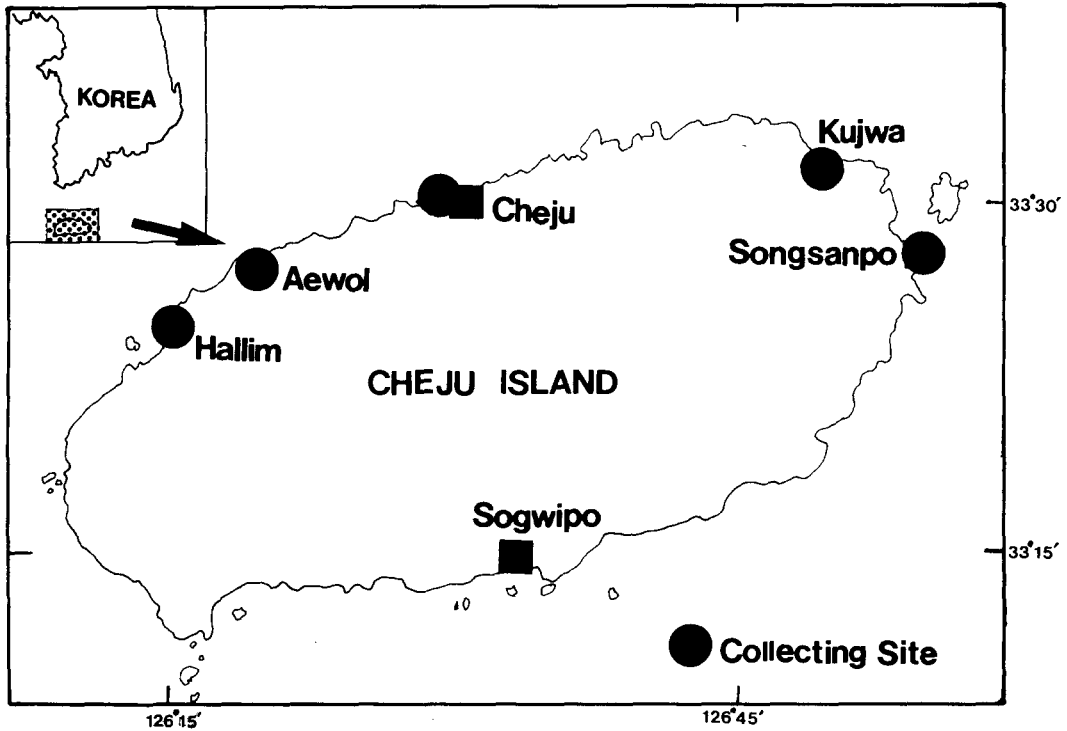 KOREA
Kujwa
Cheju
33°30′
Songsanpo
Aewol
Hallim
CHEJU ISLAND
Sogwipo
33°15′
Collecting Site
126°15′
126°45′